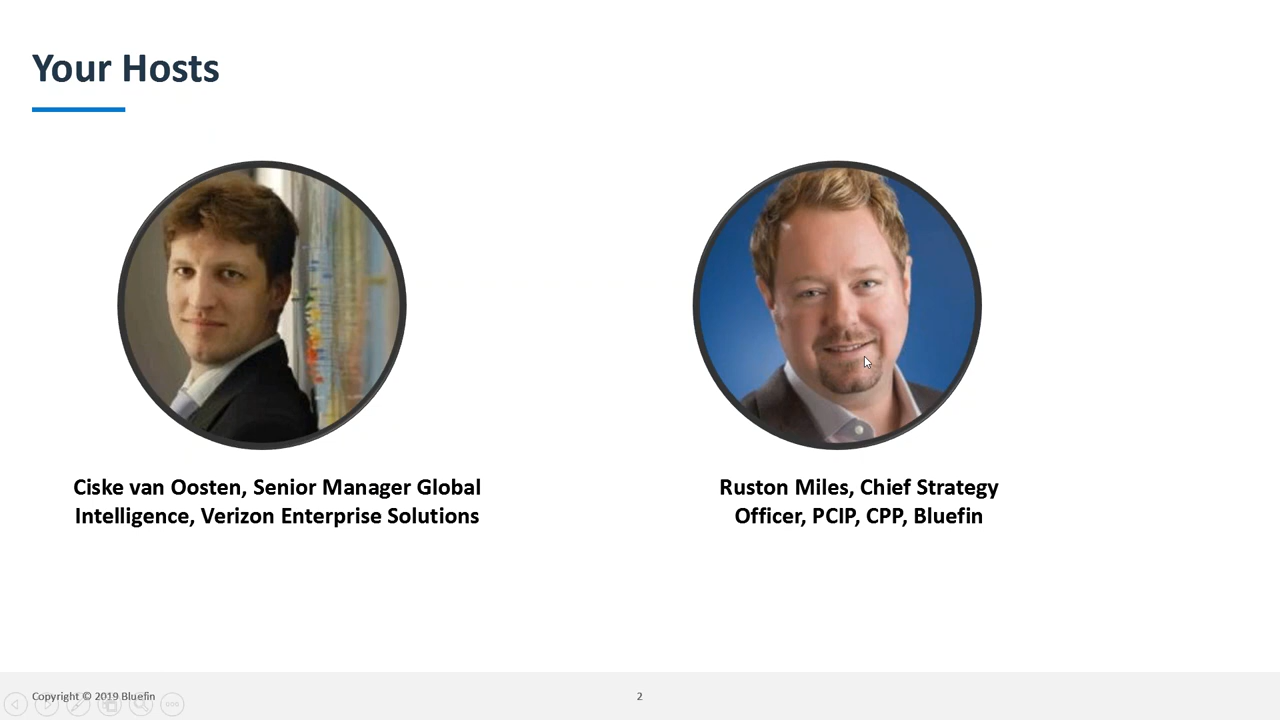 Your Hosts
Ciske van Oosten, Senior Manager Global
Intelligence, Verizon Enterprise Solutions
Ruston Miles, Chief Strategy
Officer, PCIP, CPP, Bluefin
Copyright © 2019 Bluefin
2